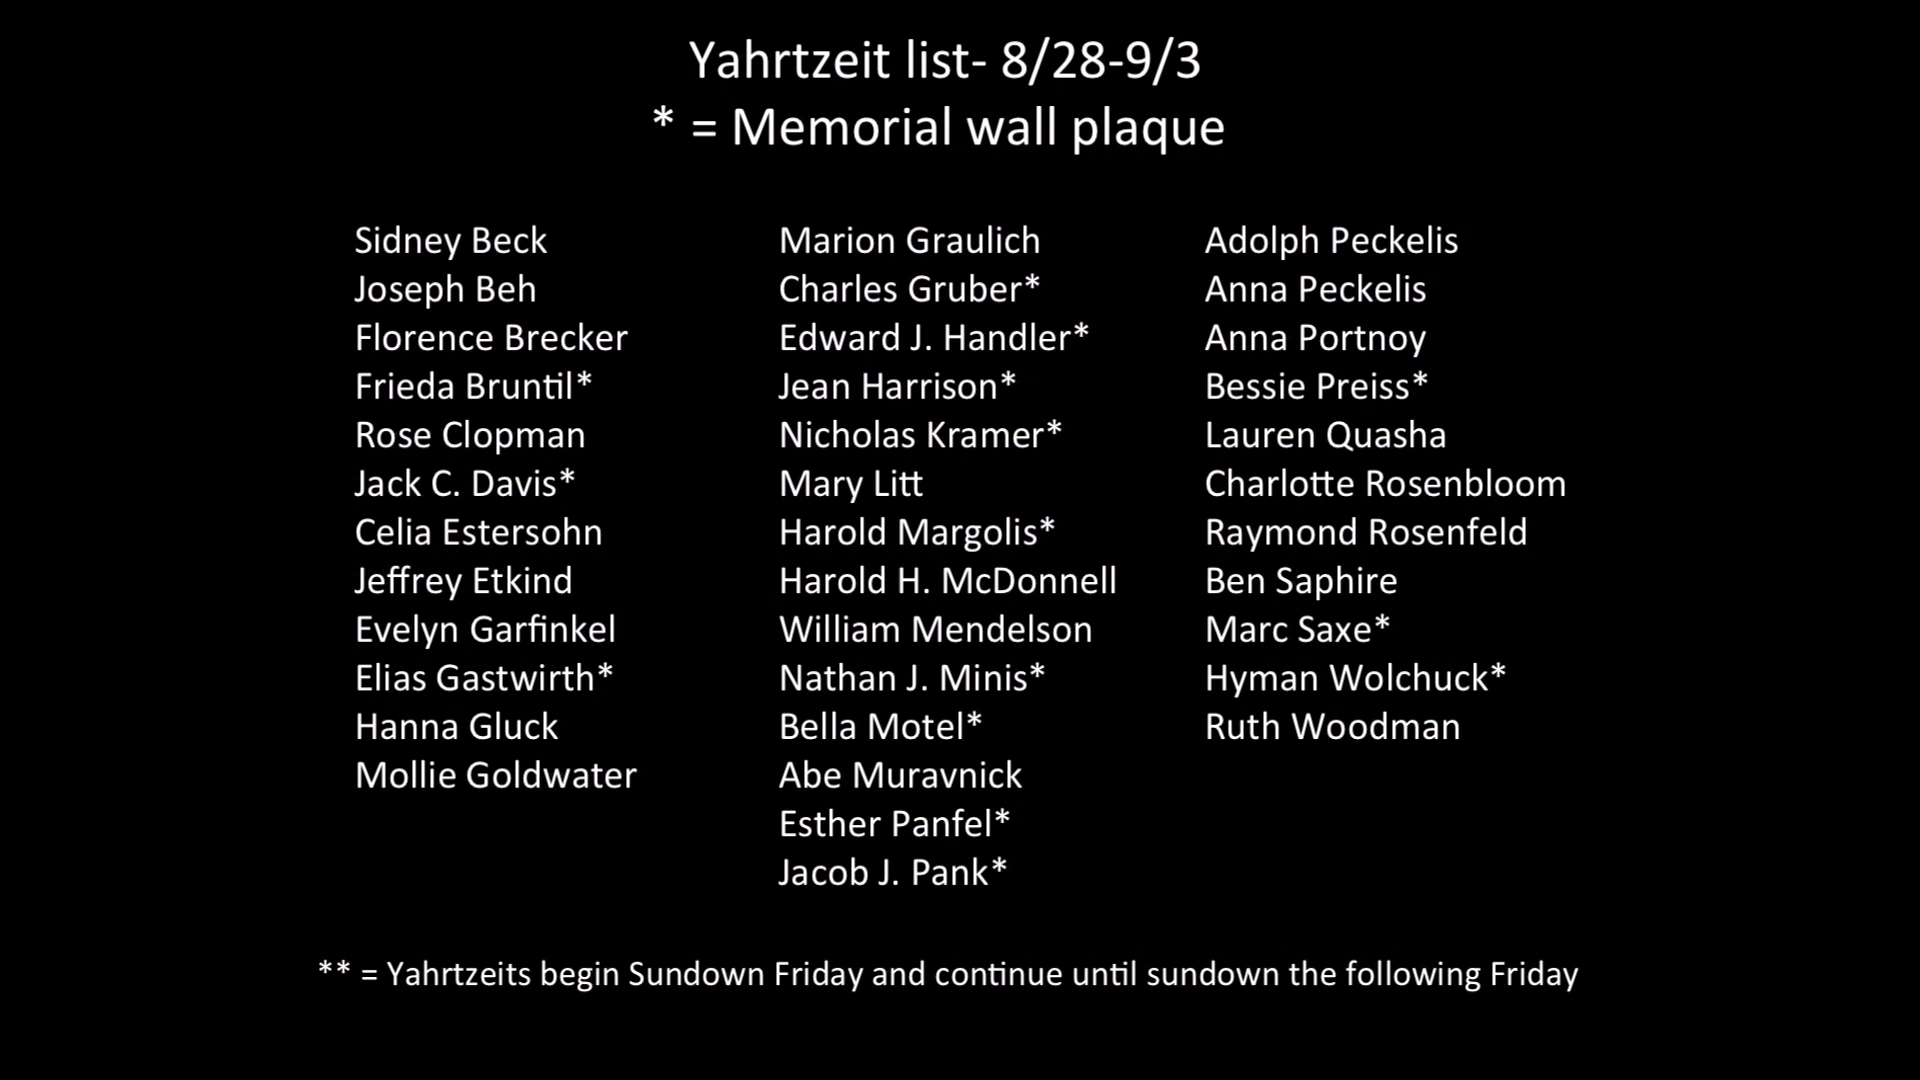 Yahrtzeit list- 8/28-9/3
* = Memorial wall plaque
Sidney Beck
Joseph Beh
Florence Brecker
Frieda Bruntil*
Rose Clopman
Jack C. Davis*
Celia Estersohn
Jeffrey Etkind
Evelyn Garfinkel
Elias Gastwirth*
Hanna Gluck
Mollie Goldwater
Marion Graulich
Charles Gruber*
Edward J. Handler*
Jean Harrison*
Nicholas Kramer*
Mary Litt
Harold Margolis*
Harold H. McDonnell
William Mendelson
Nathan J. Minis*
Bella Motel*
Abe Muravnick
Esther Panfel*
Jacob J. Pank*
Adolph Peckelis
Anna Peckelis
Anna Portnoy
Bessie Preiss*
Lauren Quasha
Charlotte Rosenbloom
Raymond Rosenfeld
Ben Saphire
Marc Saxe*
Hyman Wolchuck*
Ruth Woodman
** = Yahrtzeits begin Sundown Friday and continue until sundown the following Friday